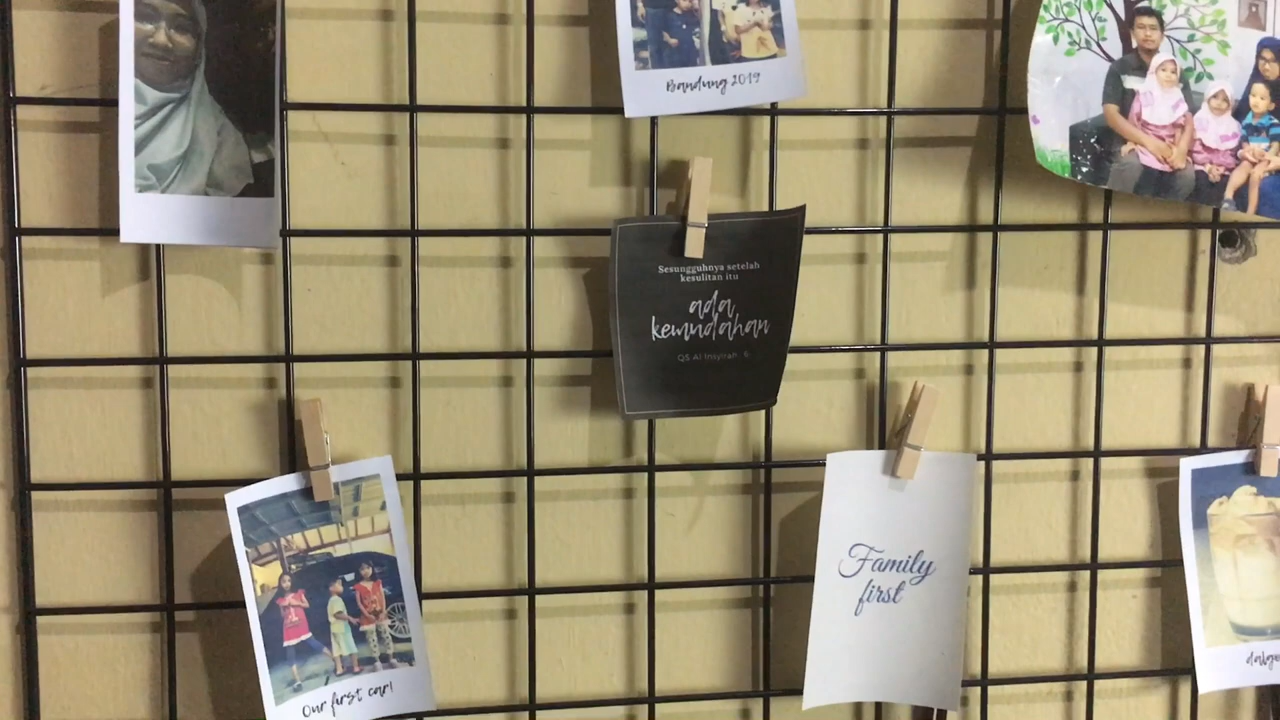 Bandung 2019
Sesungguhnya setelah
kesulitan itu
ada
kemudahan
QS Al Insyirah: 6
Family
first
Our first car!